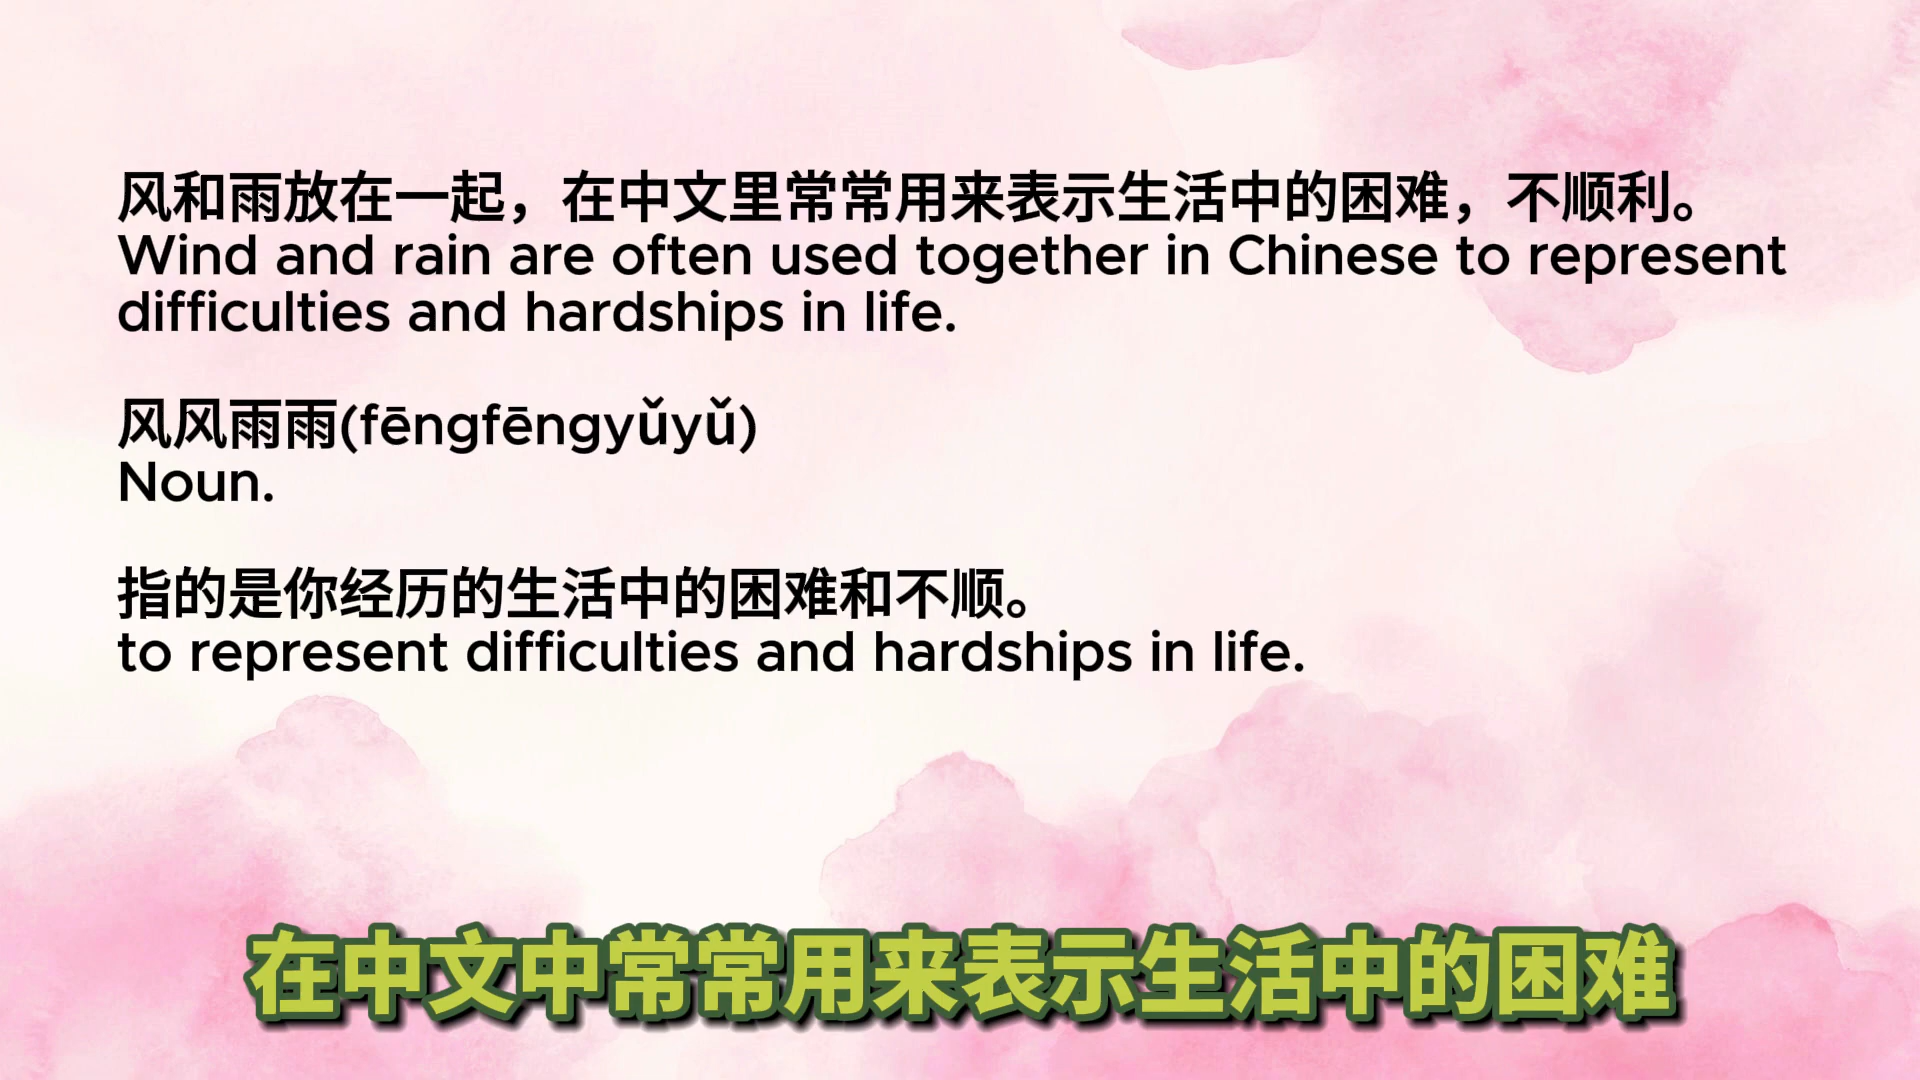 风和雨放在一起，在中文里常常用来表示生活中的困难，不顺利。
Wind and rain are often used together in Chinese to represent
difficulties and hardships in life.
风风雨雨(fēngfēngyǔyǔ)
Noun.
指的是你经历的生活中的困难和不顺。
to represent difficulties and hardships in life.
在中文中常常用来表示生活中的困难